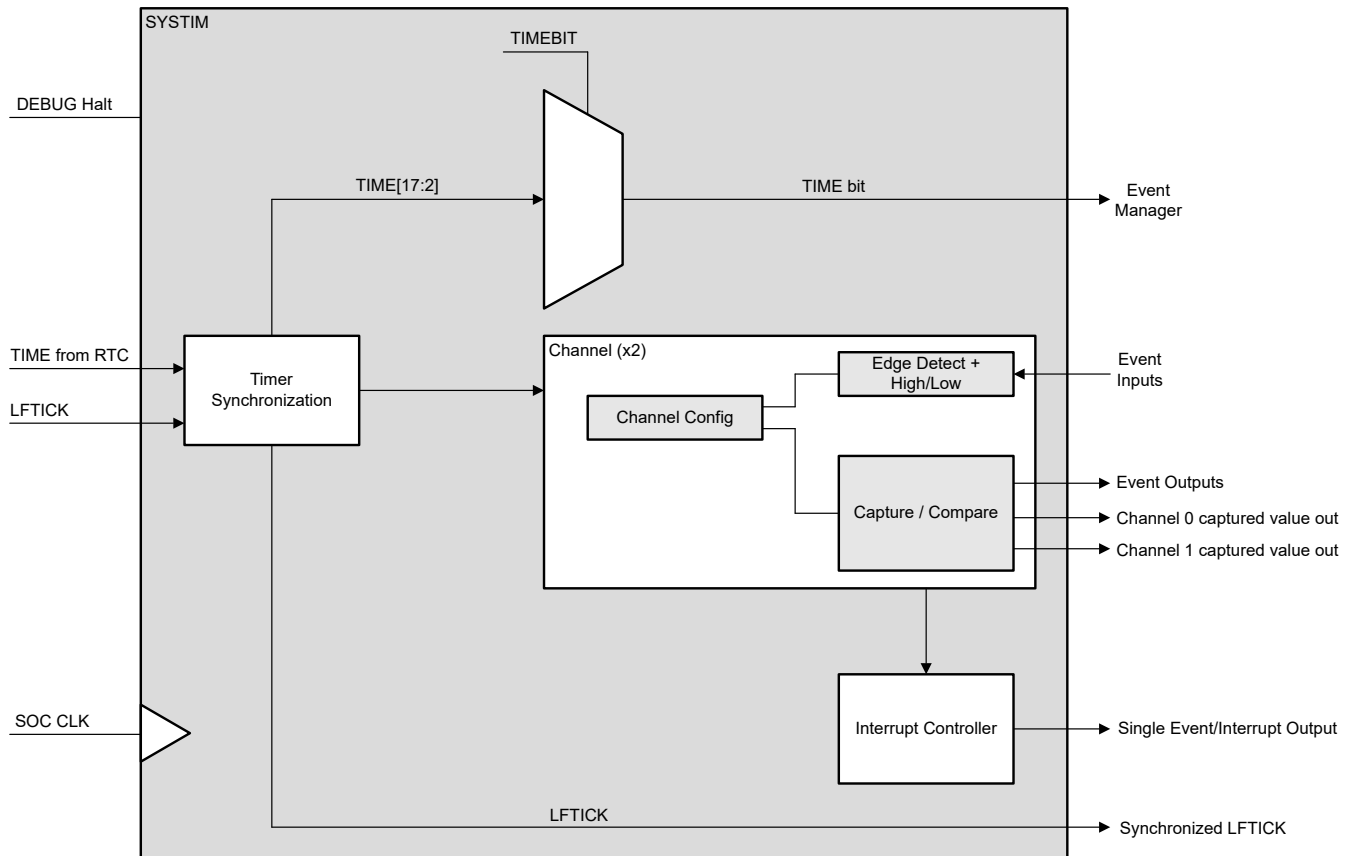 SYSTIM
TIMEBIT
DEBUG Halt
TIME[17:2]
TIME bit
Event
Manager
TIME from RTC
LFTICK
Timer
Synchronization
Channel (x2)
Edge Detect +
High/Low
Event
Inputs
Channel Config
Capture / Compare
Event Outputs
Channel 0 captured value out
Channel 1 captured value out
SOC CLK
Interrupt Controller
Single Event/Interrupt Output
LFTICK
Synchronized LFTICK